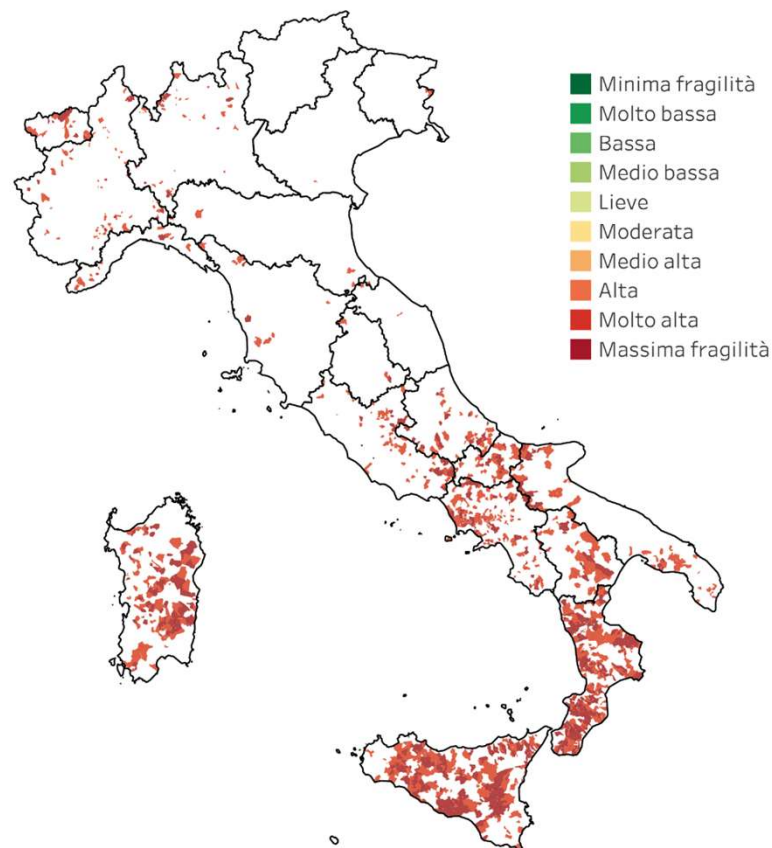 Minima fragilità
Molto bassa
Bassa
Medio bassa
Lieve
Moderata
Medio alta
Alta
Molto alta
Massima fragilità